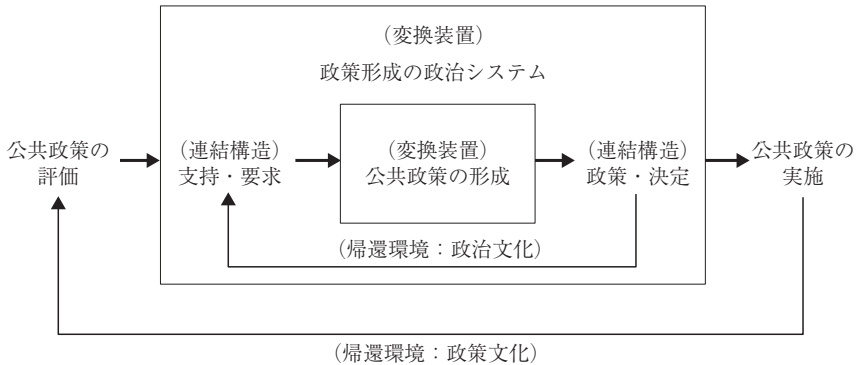 （変換装置）
政策形成の政治システム
公共政策の
評価
（連結構造）
支持・要求
（変換装置）
公共政策の形成
（連結構造）
政策・決定
公共政策の
実施
（帰還環境：政治文化）
（帰還環境：政策文化）